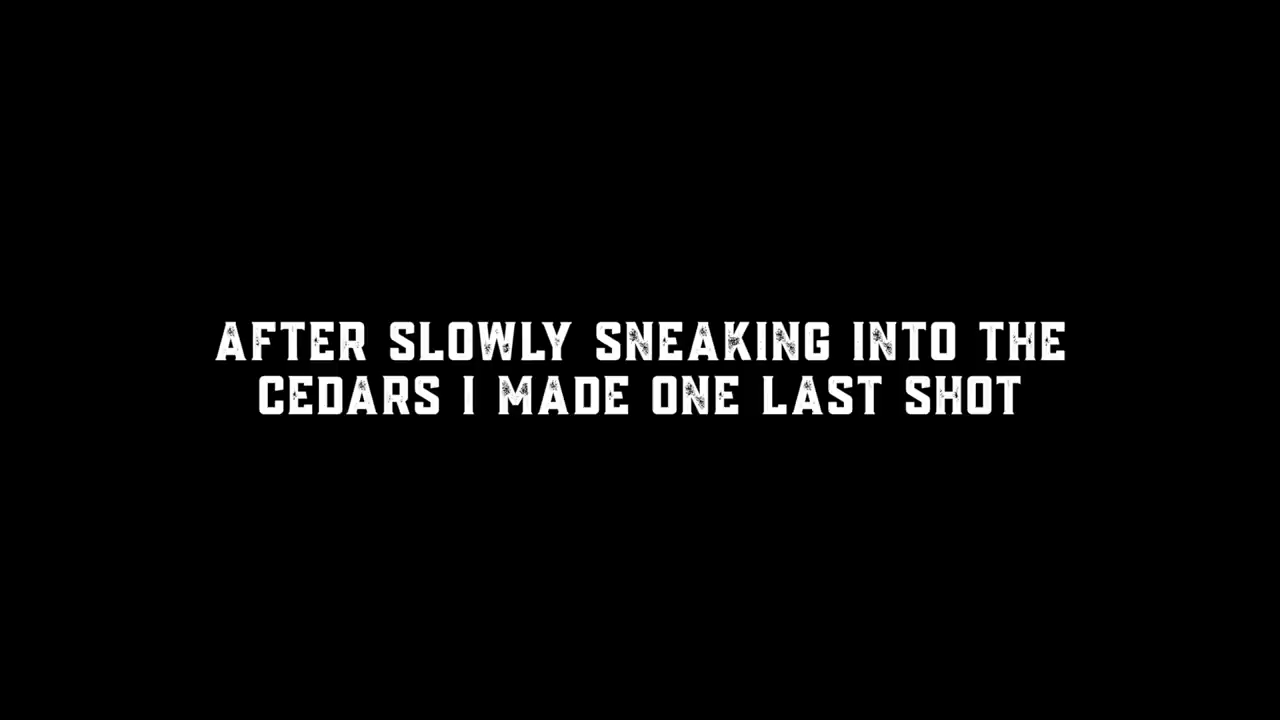 AFTER SLOWLY SNEAKING INTO THE
CEDARS I MADE ONE LAST SHOT